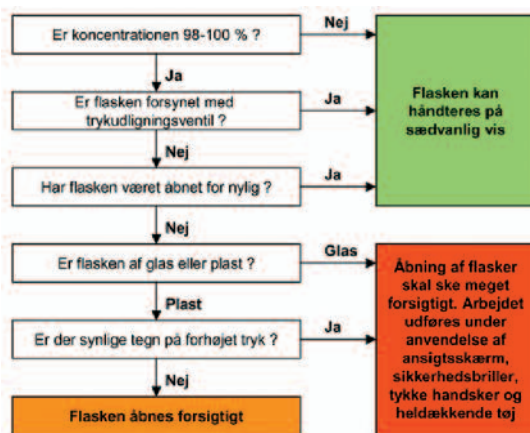 Er koncentrationen 98-100 % ?
Nej
Ja
Flasken kan
håndteres på
sædvanlig vis
Er flasken forsynet med
trykudligningsventil ?
Ja
Nej
Har flasken været åbnet for nylig ?
Ja
Nej
Er flasken af glas eller plast ?
Glas
Plast
Åbning af flasker
skal ske meget
forsigtigt. Arbejdet
udføres under
anvendelse af
ansigtsskærm,
sikkerhedsbriller,
tykke handsker og
heldækkende tøj
Er der synlige tegn på forhøjet tryk ?
Ja
Nej
Flasken åbnes forsigtigt